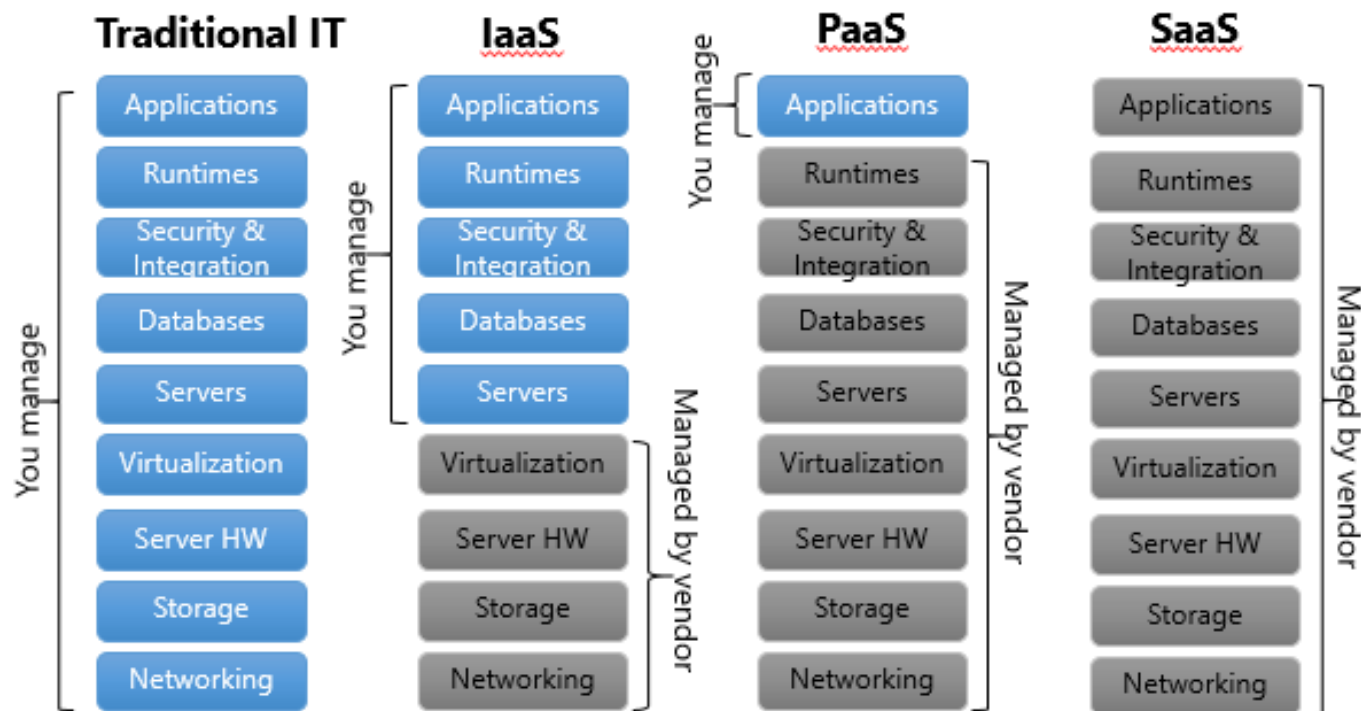 Traditional IT
You manage
Applications
Runtimes
Security &
Integration
Databases
Servers
Virtualization
Server HW
Storage
Networking
IaaS
You manage
Applications
Runtimes
Security &
Integration
Databases
Servers
Virtualization
Server HW
Storage
Networking
Managed by vendor
PaaS
You manage
Applications
Runtimes
Security &
Integration
Databases
Servers
Virtualization
Server HW
Storage
Networking
Managed by vendor
SaaS
Applications
Runtimes
Security &
Integration
Databases
Servers
Virtualization
Server HW
Storage
Networking
Managed by vendor